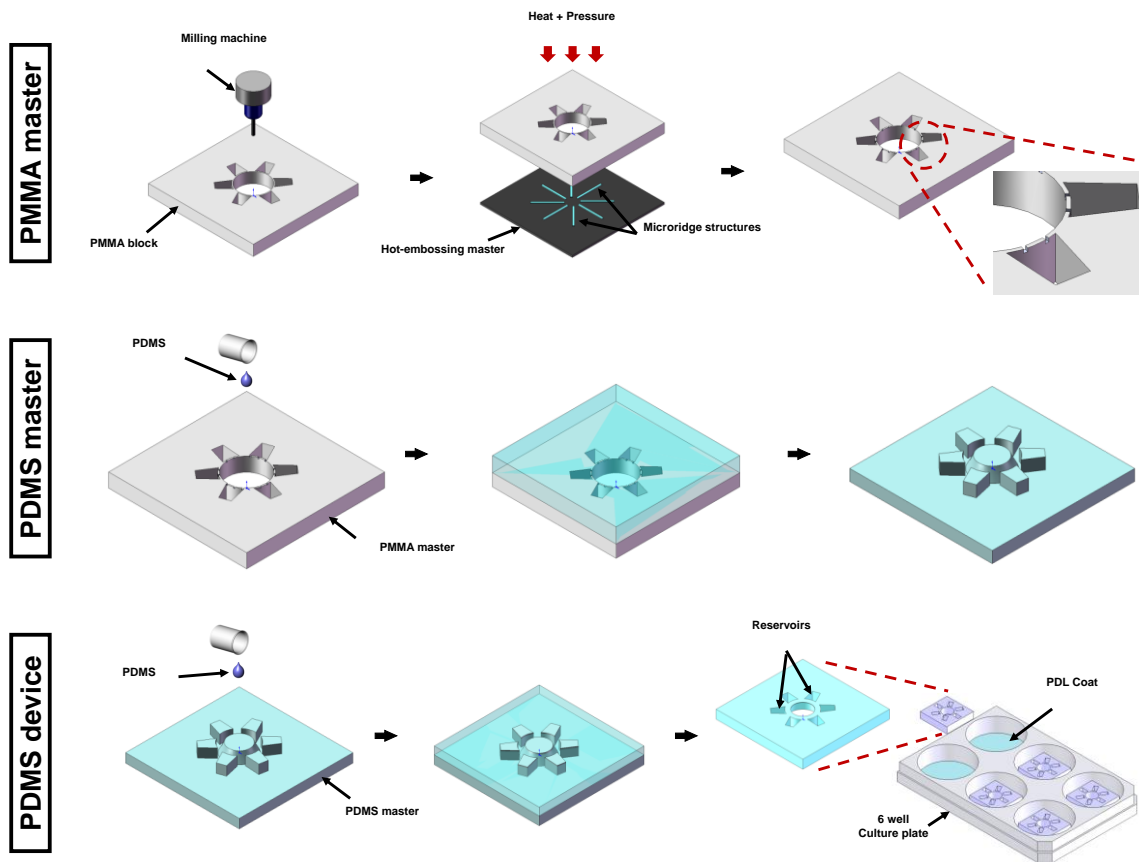 PMMA master
Milling machine
PMMA block
Heat + Pressure
Hot-embossing master
Microridge structures
PDMS master
PDMS
PMMA master
PDMS device
PDMS
PDMS master
Reservoirs
PDL Coat
6 well
Culture plate